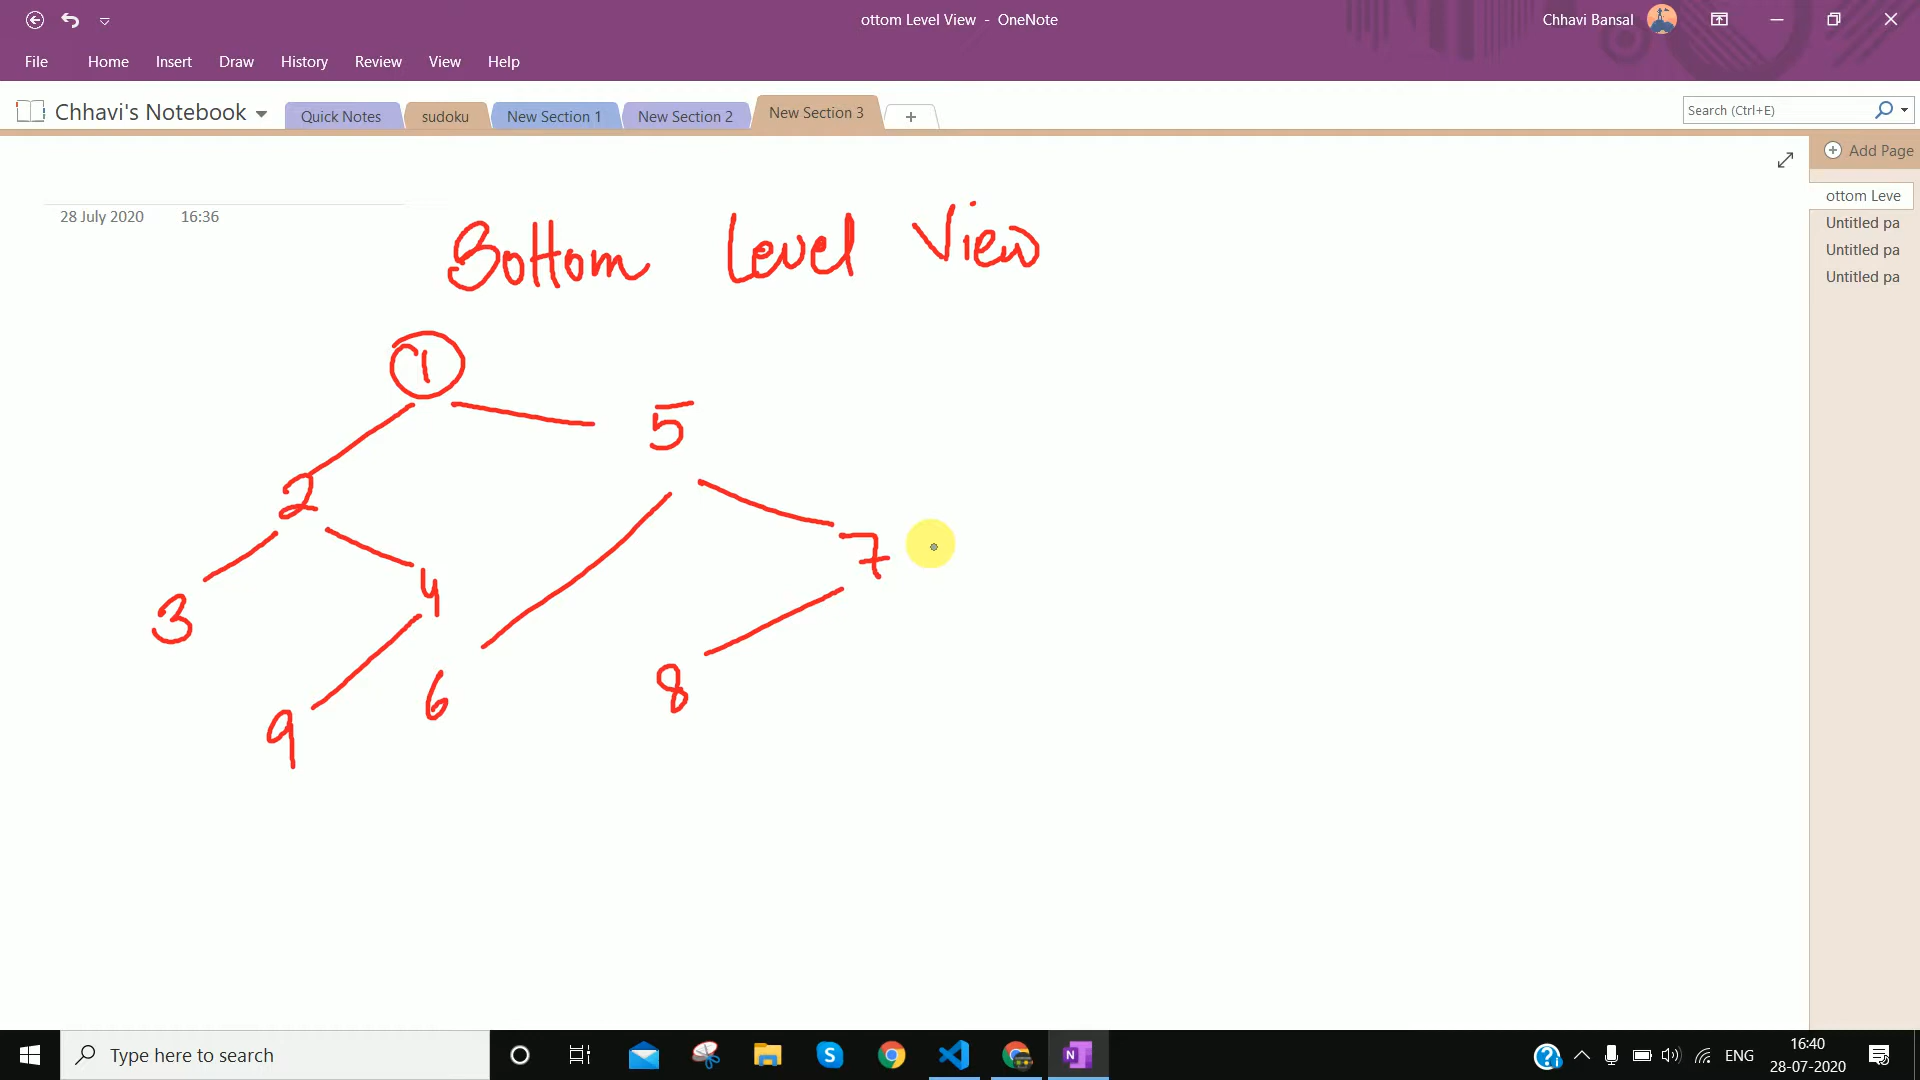 ottom Level View - OneNote
Chhavi Bansal
File Home Insert Draw History Review View Help
Chhavi's Notebook
Quick Notes
sudoku
New Section 1
New Section 2
New Section 3
+
Search (Ctrl+E)
Add Page
ottom Leve
Untitled pa
Untitled pa
Untitled pa
28 July 2020 16:36
Bottom Level View
1
5
2
7
4
3
6
8
9
Type here to search
ENG
16:40
28-07-2020